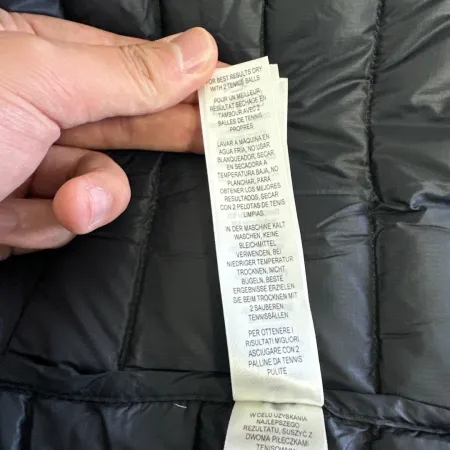 FOR BEST RESULTS DRY
WITH 2 TENNIS BALLS
POUR UN MEILLEUR
RESULTAT SECHAGE EN
TAMBOUR AVEC 2
BALLES DE TENNIS
PROPRES
LAVAR A MAQUINA EN
AGUA FRIA, NO USAR
BLANQUEADOR, SECAR
EN SECADORA A
TEMPERATURA BAJA, NO
PLANCHAR, PARA
OBTENER LOS MEJORES
RESULTADOS, SECAR
CON 2 PELOTAS DE TENIS
LIMPIAS.
IN DER MASCHINE KALT
WASCHEN, KEINE
BLEICHMITTEL
VERWENDEN, BEI
NIEDRIGER TEMPERATUR
TROCKNEN, NICHT
BÜGELN, BESTE
ERGEBNISSE ERZIELEN
SIE BEIM TROCKNEN MIT
2 SAUBEREN
TENNISBÄLLEN
PER OTTENERE I
RISULTATI MIGLIORI
ASCIUGARE CON 2
PALLINE DA TENNIS
PULITE
W CELU UZYSKANIA
NAJLEPSZEGO
REZULTATU, SUSZYĆ Z
DWOMA PIŁECZKAMI